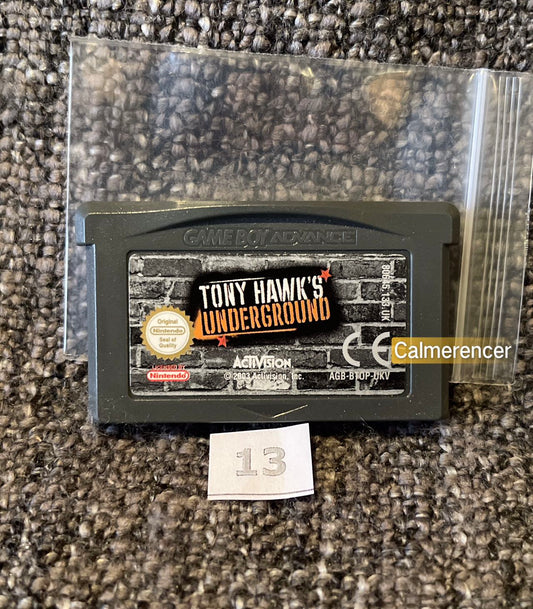 GAME BOY ADVANCE
TONY HAWK'S
UNDERGROUND
Original
Nintendo
Seal of
Quality
LICENSED BY
Nintendo
ACTIVISION
© 2003 Activision, Inc.
CE
AGB-BTOP-UKV
Calmerencer
13